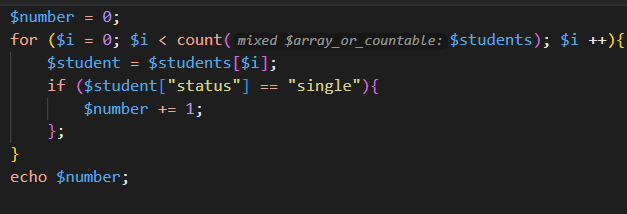 $number = 0;
for ($i = 0; $i < count(mixed $array_or_countable: $students); $i ++){
    $student = $students[$i];
    if ($student["status"] == "single"){
        $number += 1;
    };
}
echo $number;